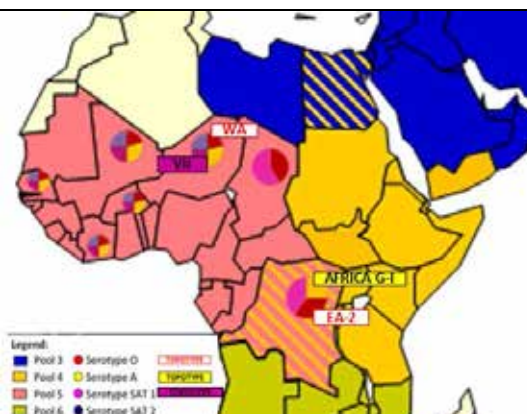 WA
VII
AFRICA G-I
EA-2
Legend:
Pool 3 Serotype O TOPOTYPE
Pool 4 Serotype A TOPOTYPE
Pool 5 Serotype SAT 1
Pool 6 Serotype SAT 2